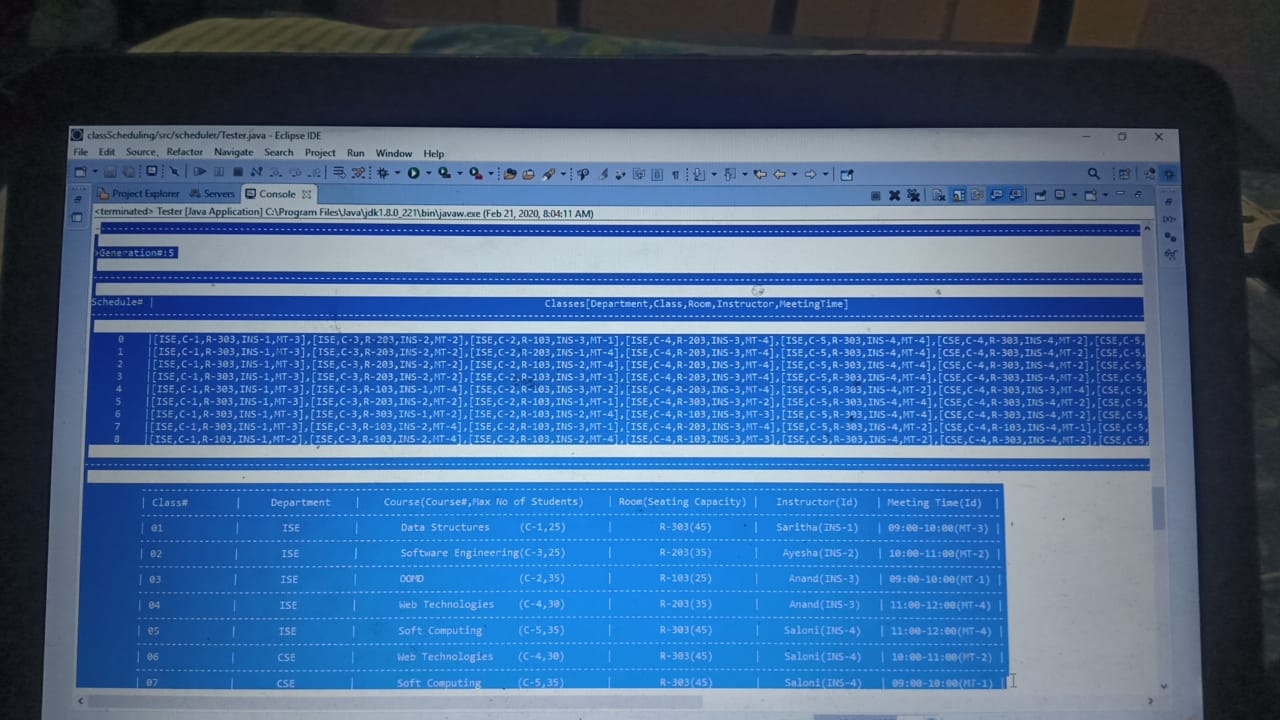 classScheduling/src/scheduler/Tester.java - Eclipse IDE
File Edit Source Refactor Navigate Search Project Run Window Help
Project Explorer Servers Console
<terminated> Tester [Java Application] C:\Program Files\Java\jdk1.8.0_221\bin\javaw.exe (Feb 21, 2020, 8:04:11 AM)
>Generation#:5
Schedule# | Classes[Department,Class,Room,Instructor,MeetingTime]
0 |[ISE,C-1,R-303,INS-1,MT-3],[ISE,C-3,R-203,INS-2,MT-2],[ISE,C-2,R-103,INS-3,MT-1],[ISE,C-4,R-203,INS-3,MT-4],[ISE,C-5,R-303,INS-4,MT-4],[CSE,C-4,R-303,INS-4,MT-2],[CSE,C-5,
1 |[ISE,C-1,R-303,INS-1,MT-3],[ISE,C-3,R-203,INS-2,MT-2],[ISE,C-2,R-103,INS-3,MT-1],[ISE,C-4,R-203,INS-3,MT-4],[ISE,C-5,R-303,INS-4,MT-4],[CSE,C-4,R-303,INS-4,MT-2],[CSE,C-5,
2 |[ISE,C-1,R-303,INS-1,MT-3],[ISE,C-3,R-203,INS-2,MT-2],[ISE,C-2,R-103,INS-2,MT-4],[ISE,C-4,R-203,INS-3,MT-4],[ISE,C-5,R-303,INS-4,MT-4],[CSE,C-4,R-303,INS-4,MT-2],[CSE,C-5,
3 |[ISE,C-1,R-303,INS-1,MT-3],[ISE,C-3,R-203,INS-2,MT-2],[ISE,C-2,R-103,INS-3,MT-1],[ISE,C-4,R-203,INS-3,MT-4],[ISE,C-5,R-303,INS-4,MT-4],[CSE,C-4,R-303,INS-4,MT-2],[CSE,C-5,
4 |[ISE,C-1,R-303,INS-1,MT-3],[ISE,C-3,R-103,INS-1,MT-4],[ISE,C-2,R-103,INS-3,MT-2],[ISE,C-4,R-203,INS-3,MT-4],[ISE,C-5,R-303,INS-4,MT-4],[CSE,C-4,R-303,INS-4,MT-2],[CSE,C-5,
5 |[ISE,C-1,R-303,INS-1,MT-3],[ISE,C-3,R-203,INS-2,MT-2],[ISE,C-2,R-103,INS-3,MT-1],[ISE,C-4,R-303,INS-3,MT-2],[ISE,C-5,R-303,INS-4,MT-4],[CSE,C-4,R-303,INS-4,MT-2],[CSE,C-5,
6 |[ISE,C-1,R-303,INS-1,MT-3],[ISE,C-3,R-303,INS-1,MT-2],[ISE,C-2,R-103,INS-2,MT-4],[ISE,C-4,R-103,INS-3,MT-4],[ISE,C-5,R-303,INS-4,MT-4],[CSE,C-4,R-303,INS-4,MT-2],[CSE,C-5,
7 |[ISE,C-1,R-303,INS-1,MT-3],[ISE,C-3,R-103,INS-2,MT-4],[ISE,C-2,R-103,INS-3,MT-1],[ISE,C-4,R-203,INS-3,MT-4],[ISE,C-5,R-303,INS-4,MT-2],[CSE,C-4,R-303,INS-4,MT-2],[CSE,C-5,
8 |[ISE,C-1,R-103,INS-1,MT-2],[ISE,C-3,R-103,INS-2,MT-4],[ISE,C-2,R-103,INS-2,MT-4],[ISE,C-4,R-103,INS-3,MT-3],[ISE,C-5,R-303,INS-4,MT-4],[CSE,C-4,R-303,INS-4,MT-2],[CSE,C-5,
| Class# | Department | Course(Course#,Max No of Students) | Room(Seating Capacity) | Instructor(Id) | Meeting Time(Id) |
| 01 | ISE | Data Structures (C-1,25) | R-303(45) | Saritha(INS-1) | 09:00-10:00(MT-3) |
| 02 | ISE | Software Engineering(C-3,25) | R-203(35) | Ayesha(INS-2) | 10:00-11:00(MT-2) |
| 03 | ISE | OOMD (C-2,35) | R-103(25) | Anand(INS-3) | 09:00-10:00(MT-1) |
| 04 | ISE | Web Technologies (C-4,30) | R-203(35) | Anand(INS-3) | 11:00-12:00(MT-4) |
| 05 | ISE | Soft Computing (C-5,35) | R-303(45) | Saloni(INS-4) | 11:00-12:00(MT-4) |
| 06 | CSE | Web Technologies (C-4,30) | R-303(45) | Saloni(INS-4) | 10:00-11:00(MT-2) |
| 07 | CSE | Soft Computing (C-5,35) | R-303(45) | Saloni(INS-4) | 09:00-10:00(MT-1) |